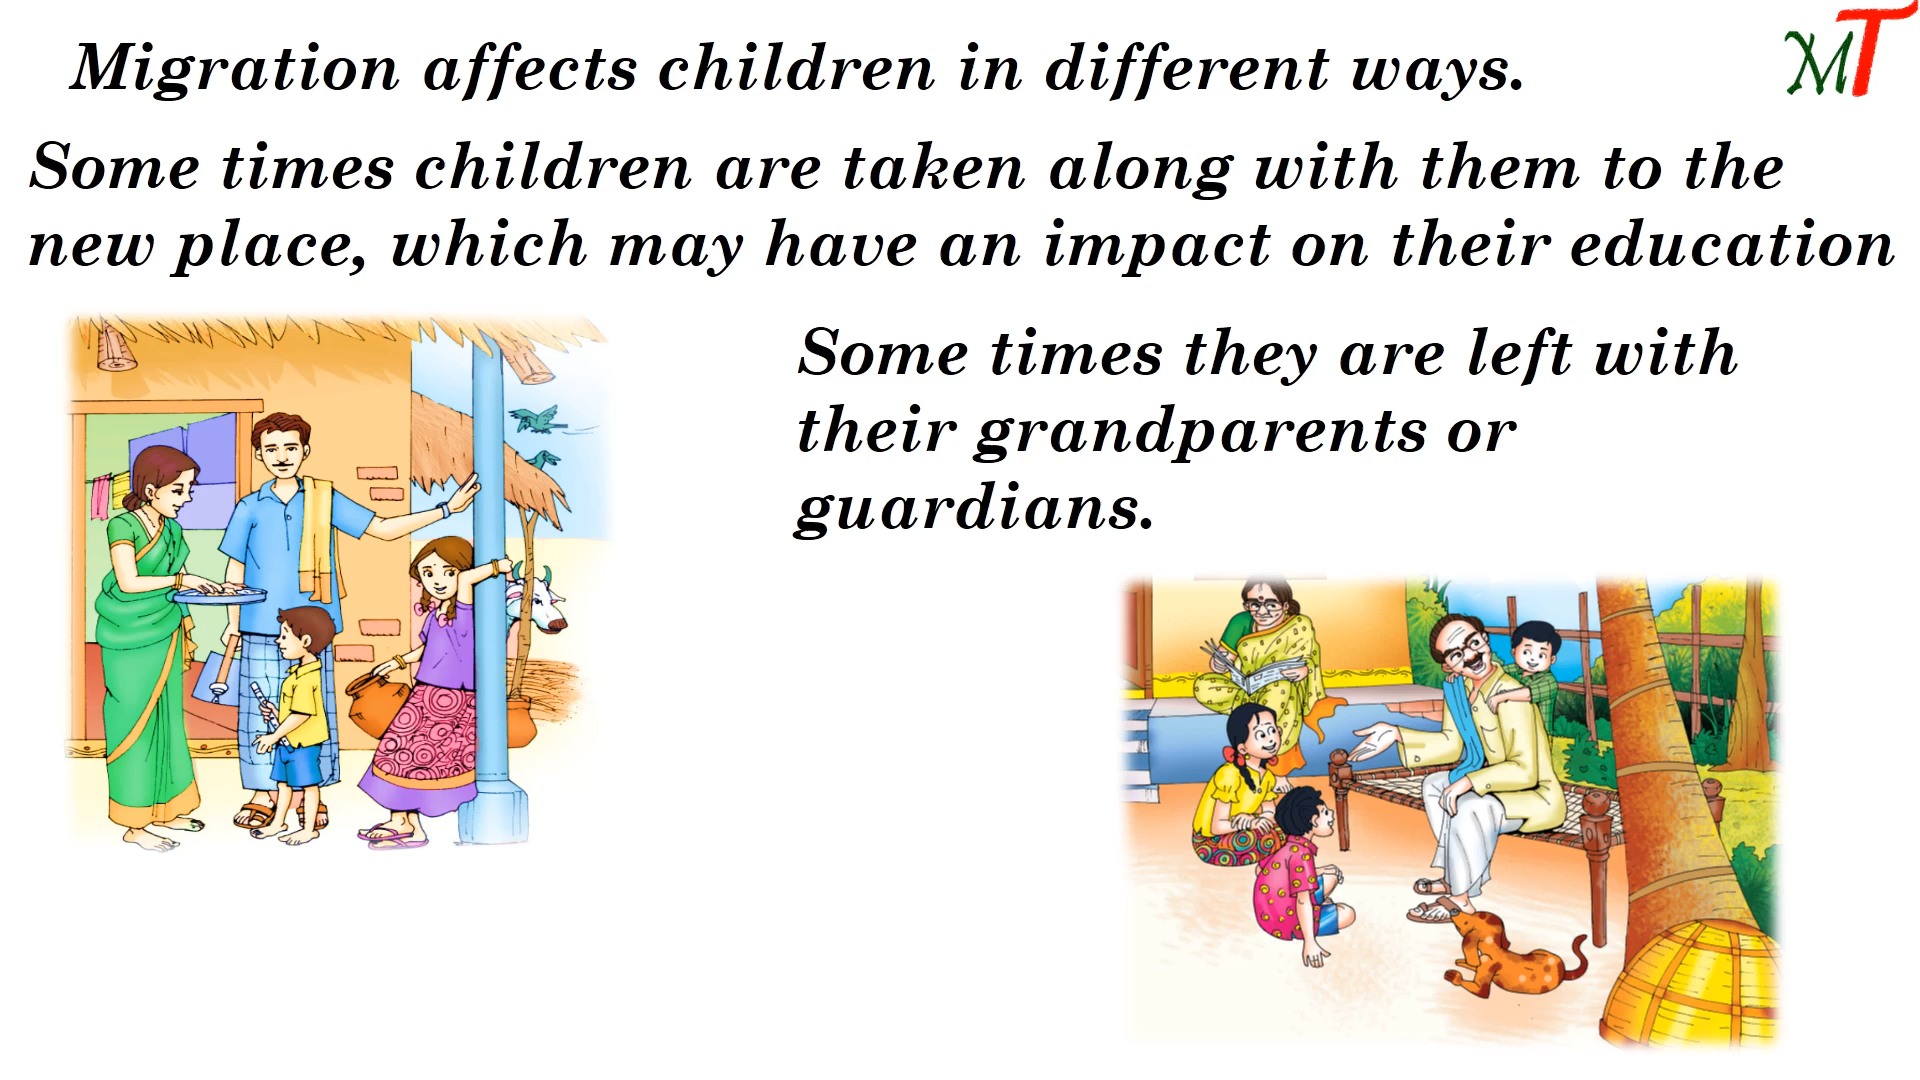 Migration affects children in different ways.
MT
Some times children are taken along with them to the
new place, which may have an impact on their education
Some times they are left with
their grandparents or
guardians.